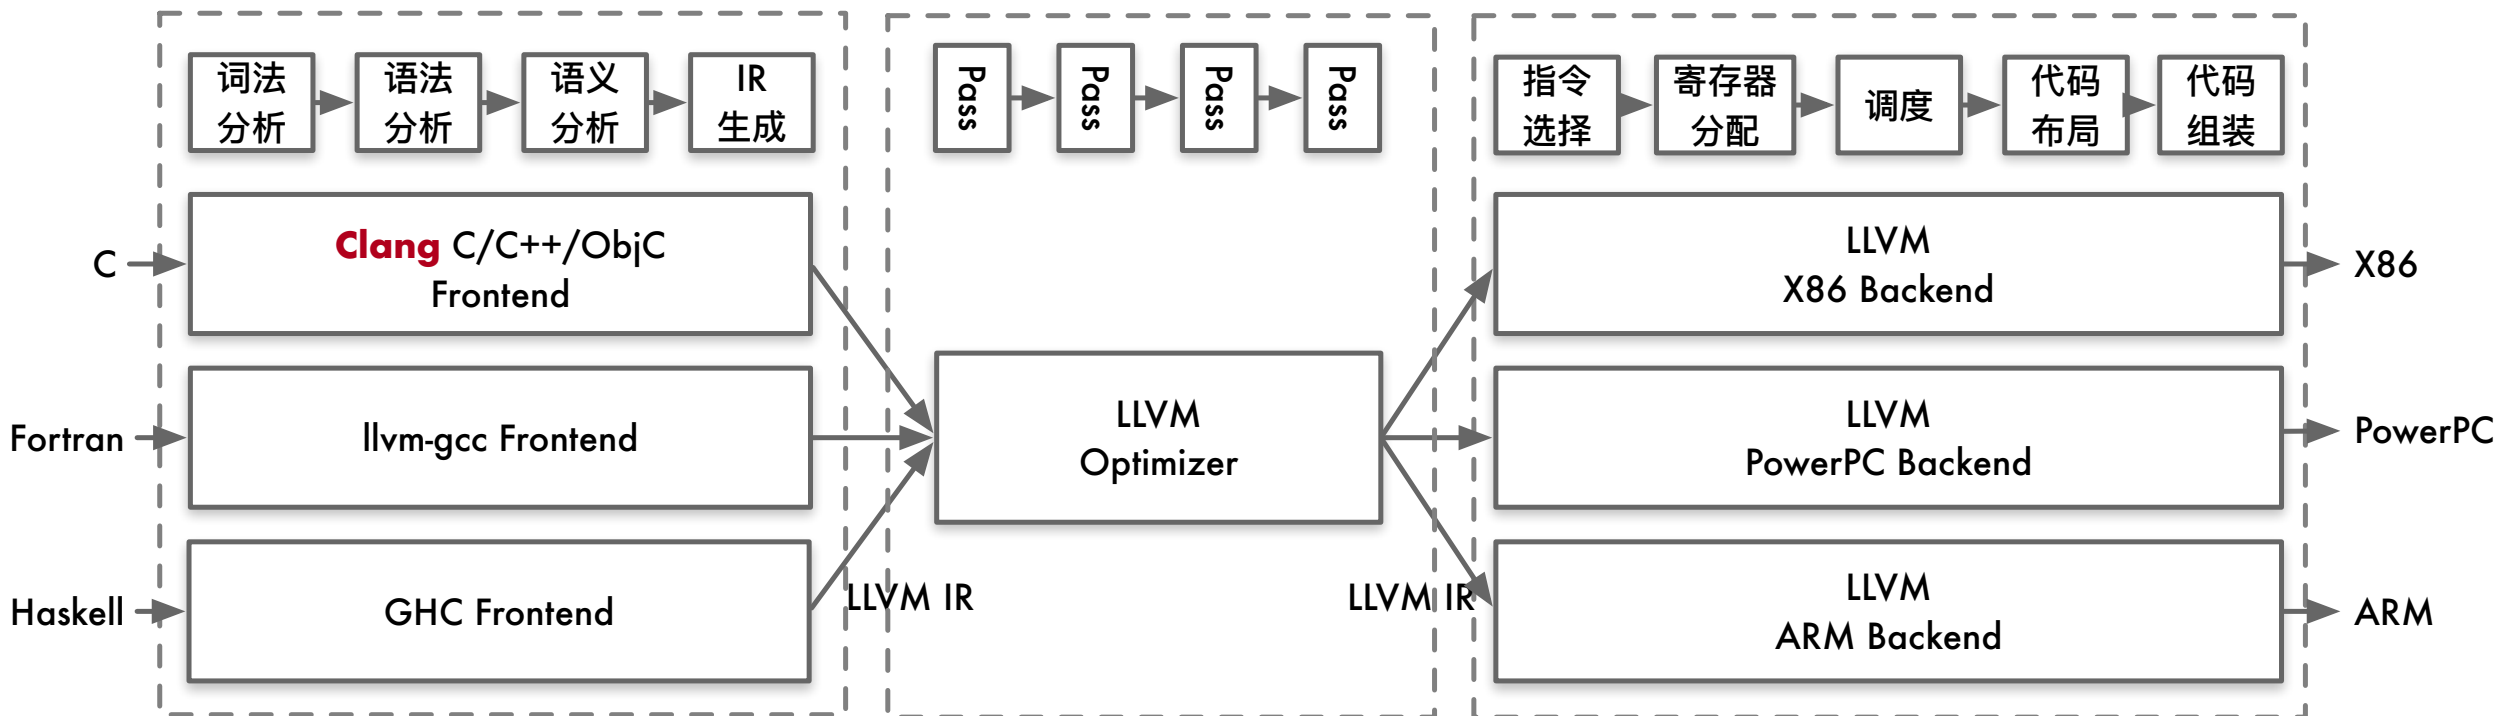 词法
分析
语法
分析
语义
分析
IR
生成
Pass
Pass
Pass
Pass
指令
选择
寄存器
分配
调度
代码
布局
代码
组装
C
Clang C/C++/ObjC
Frontend
Fortran
llvm-gcc Frontend
Haskell
GHC Frontend
LLVM IR
LLVM
Optimizer
LLVM IR
LLVM
X86 Backend
X86
LLVM
PowerPC Backend
PowerPC
LLVM
ARM Backend
ARM